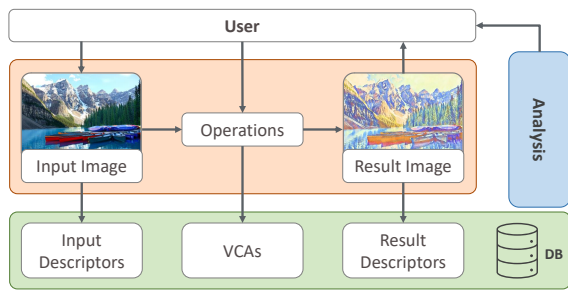 User
Input Image
Operations
Result Image
Analysis
Input
Descriptors
VCAs
Result
Descriptors
DB